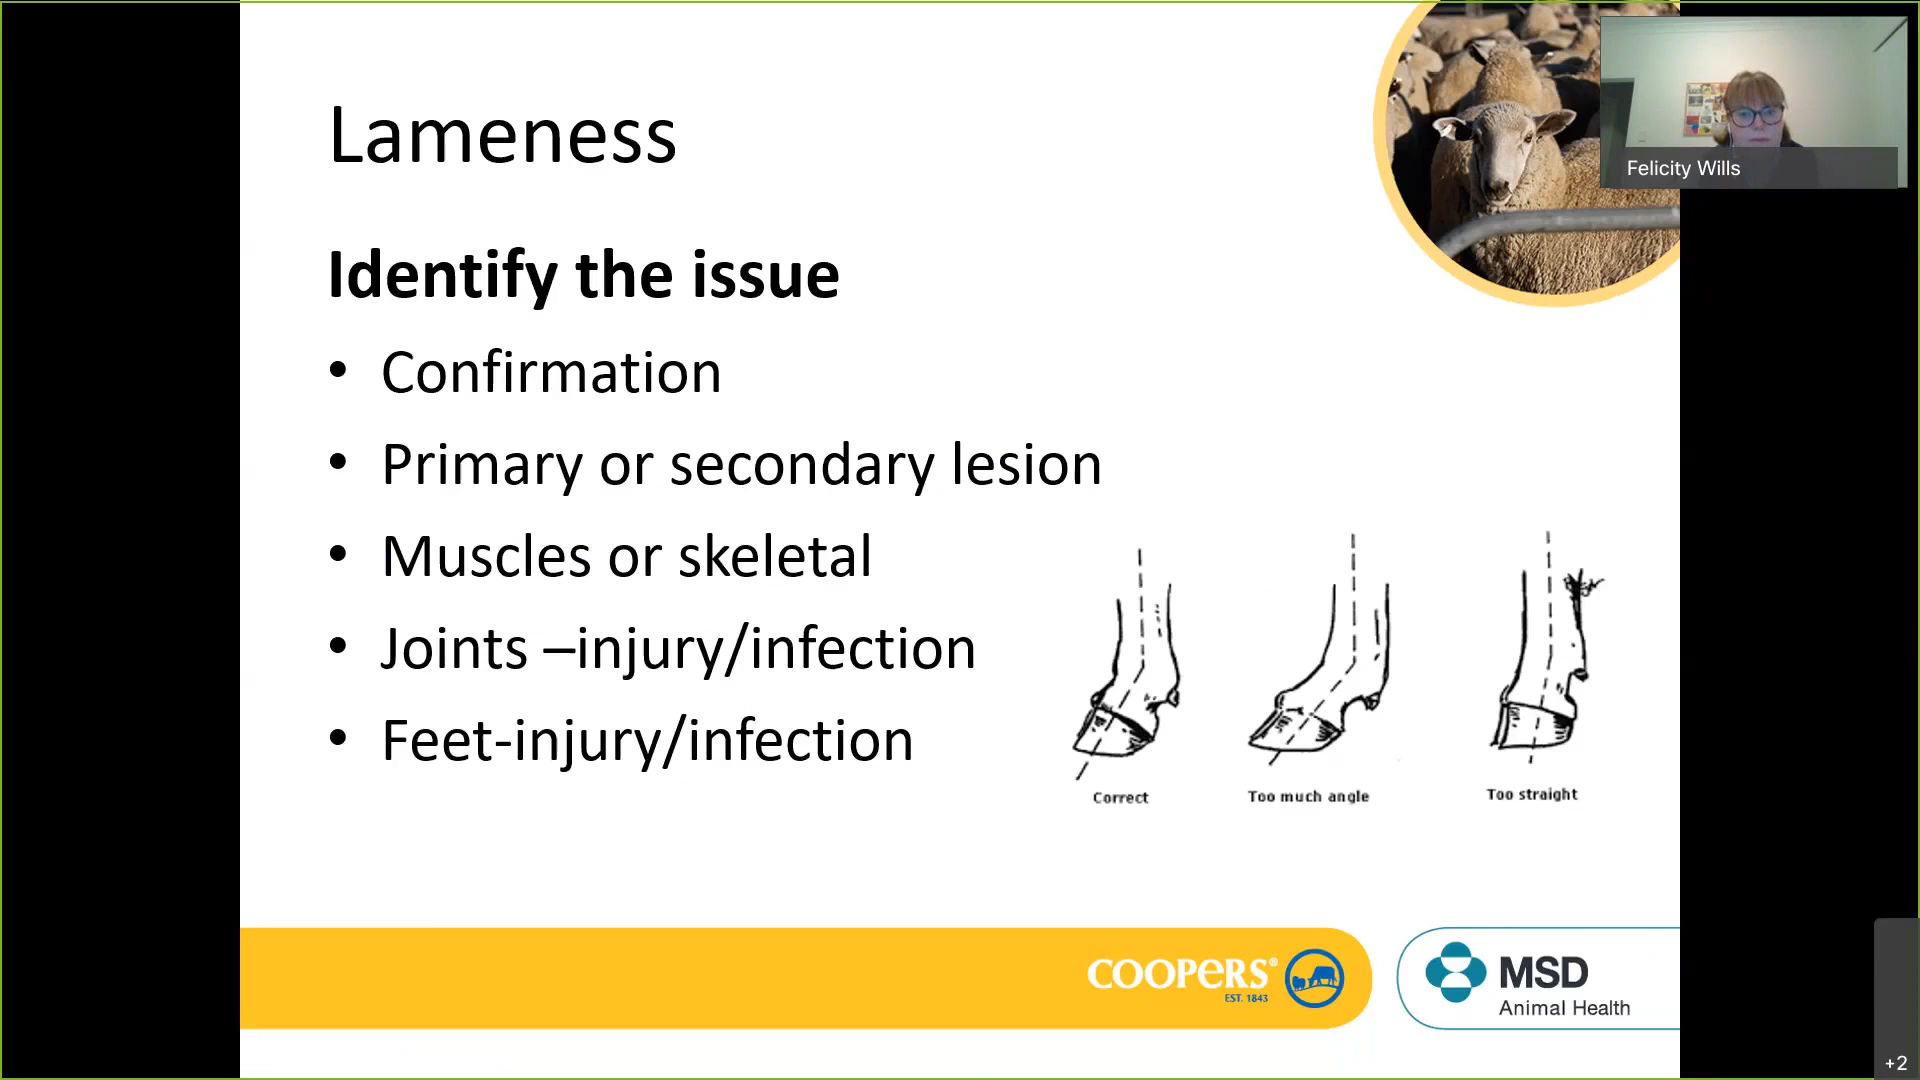 Lameness
Felicity Wills
Identify the issue
• Confirmation
• Primary or secondary lesion
• Muscles or skeletal
• Joints –injury/infection
• Feet-injury/infection
Correct
Too much angle
Too straight
COOPERS®
EST. 1843
MSD
Animal Health
+2